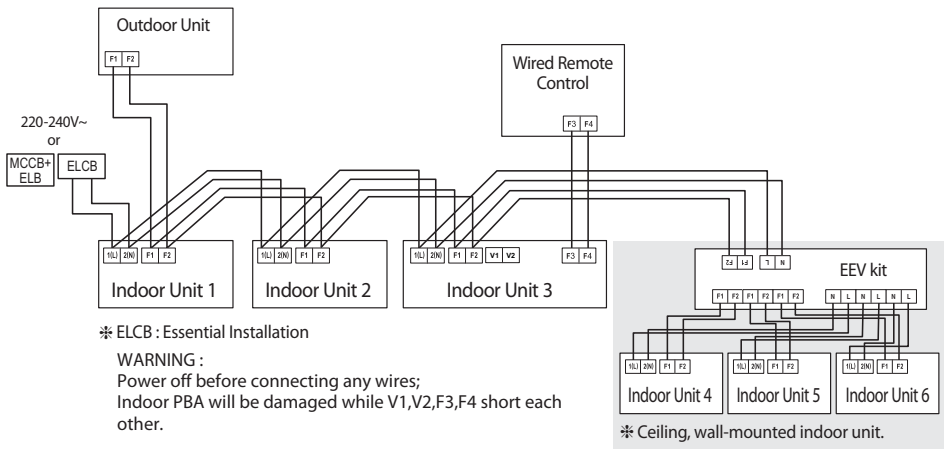 Outdoor Unit
F1 F2
Wired Remote
Control
F3 F4
220-240V~
or
MCCB+
ELB
ELCB
1(L) 2(N) F1 F2
Indoor Unit 1
1(L) 2(N) F1 F2
Indoor Unit 2
1(L) 2(N) F1 F2 V1 V2 F3 F4
Indoor Unit 3
F2 F1 L N
EEV kit
F1 F2 F1 F2 F1 F2 N L N L N L
1(L) 2(N) F1 F2
Indoor Unit 4
1(L) 2(N) F1 F2
Indoor Unit 5
1(L) 2(N) F1 F2
Indoor Unit 6
❈ Ceiling, wall-mounted indoor unit.
❈ ELCB : Essential Installation
WARNING :
Power off before connecting any wires;
Indoor PBA will be damaged while V1,V2,F3,F4 short each
other.